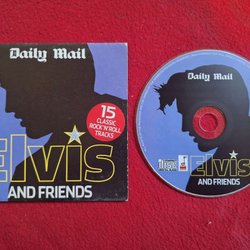 Daily Mail
15
CLASSIC
ROCK'N'ROLL
TRACKS
Elvis
AND FRIENDS
Daily Mail
Elvis
AND FRIENDS